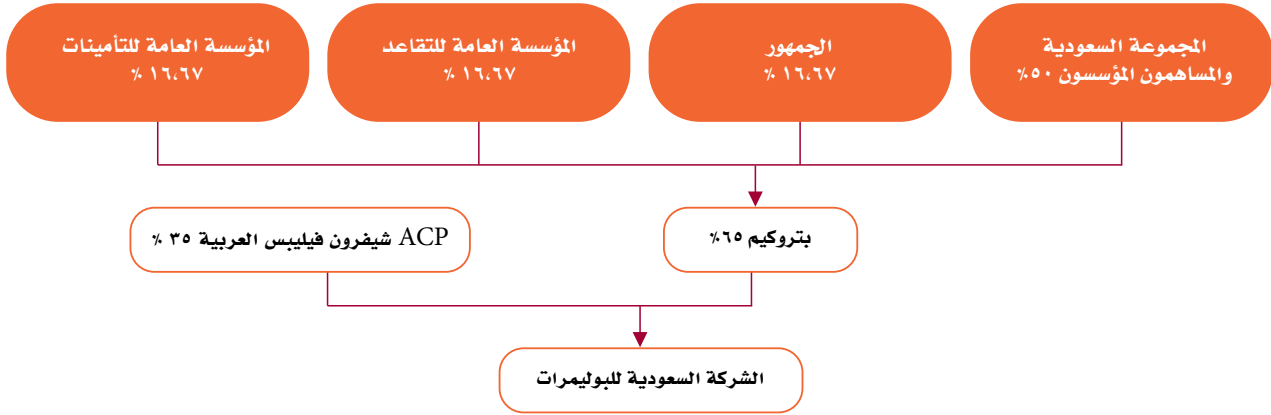 المجموعة السعودية
والمساهمون المؤسسون ٥٠٪
الجمهور
١٦،٦٧ ٪
المؤسسة العامة للتقاعد
١٦،٦٧ ٪
المؤسسة العامة للتأمينات
١٦،٦٧ ٪
بتروكيم ٦٥٪
ACP شيفرون فيليبس العربية ٣٥ ٪
الشركة السعودية للبوليمرات